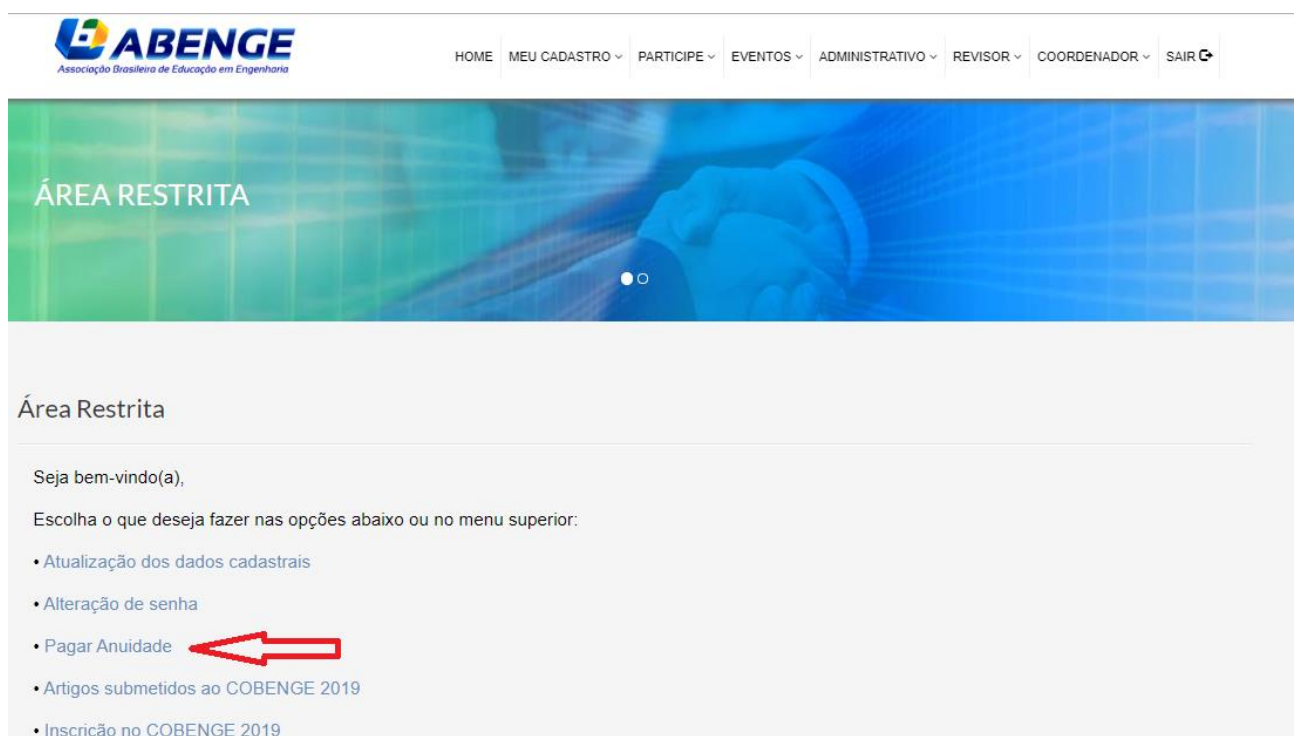 ABENGE
Associação Brasileira de Educação em Engenharia
HOME MEU CADASTRO PARTICIPE EVENTOS ADMINISTRATIVO REVISOR COORDENADOR SAIR
ÁREA RESTRITA
Área Restrita
Seja bem-vindo(a),
Escolha o que deseja fazer nas opções abaixo ou no menu superior:
• Atualização dos dados cadastrais
• Alteração de senha
• Pagar Anuidade
• Artigos submetidos ao COBENGE 2019
• Inscrição no COBENGE 2019